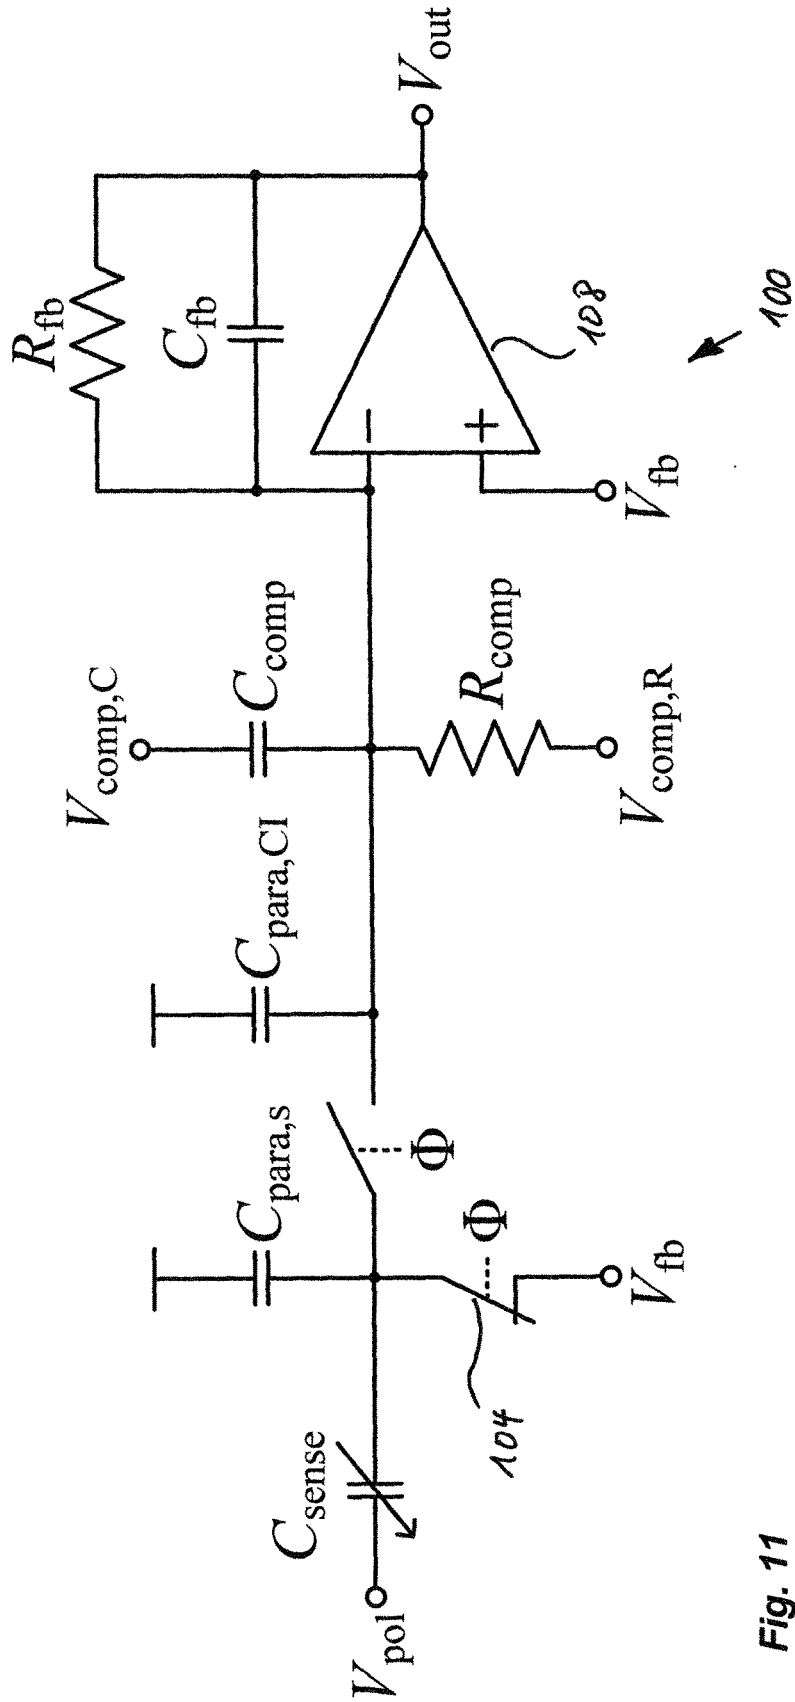 R_fb
C_fb
V_out
V_comp,C
C_comp
C_para,CI
C_para,s
C_sense
V_pol
Φ
Φ
104
V_fb
R_comp
V_comp,R
−
+
V_fb
108
100
Fig. 11